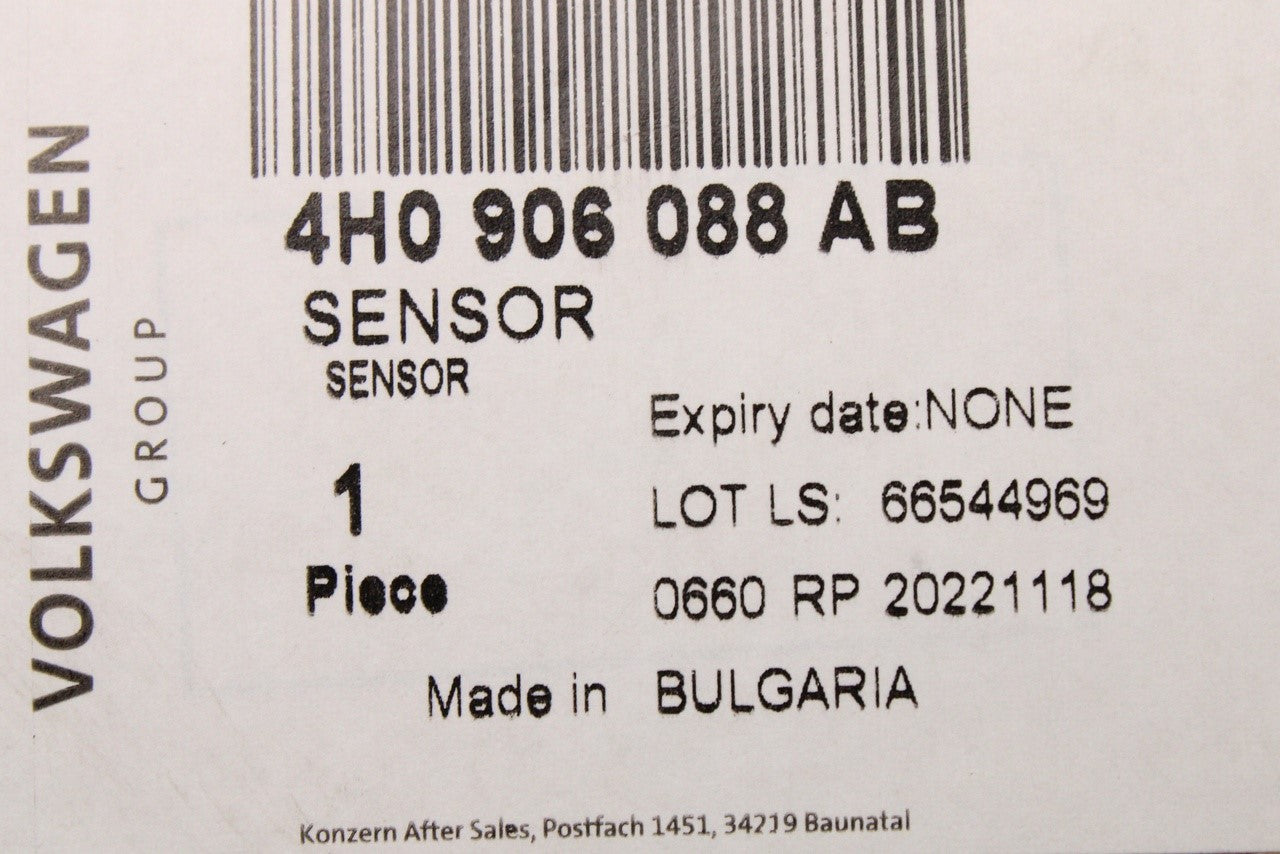 VOLKSWAGEN
GROUP
4H0 906 088 AB
SENSOR
SENSOR
Expiry date:NONE
1
LOT LS: 66544969
Piece
0660 RP 20221118
Made in BULGARIA
Konzern After Sales, Postfach 1451, 34219 Baunatal